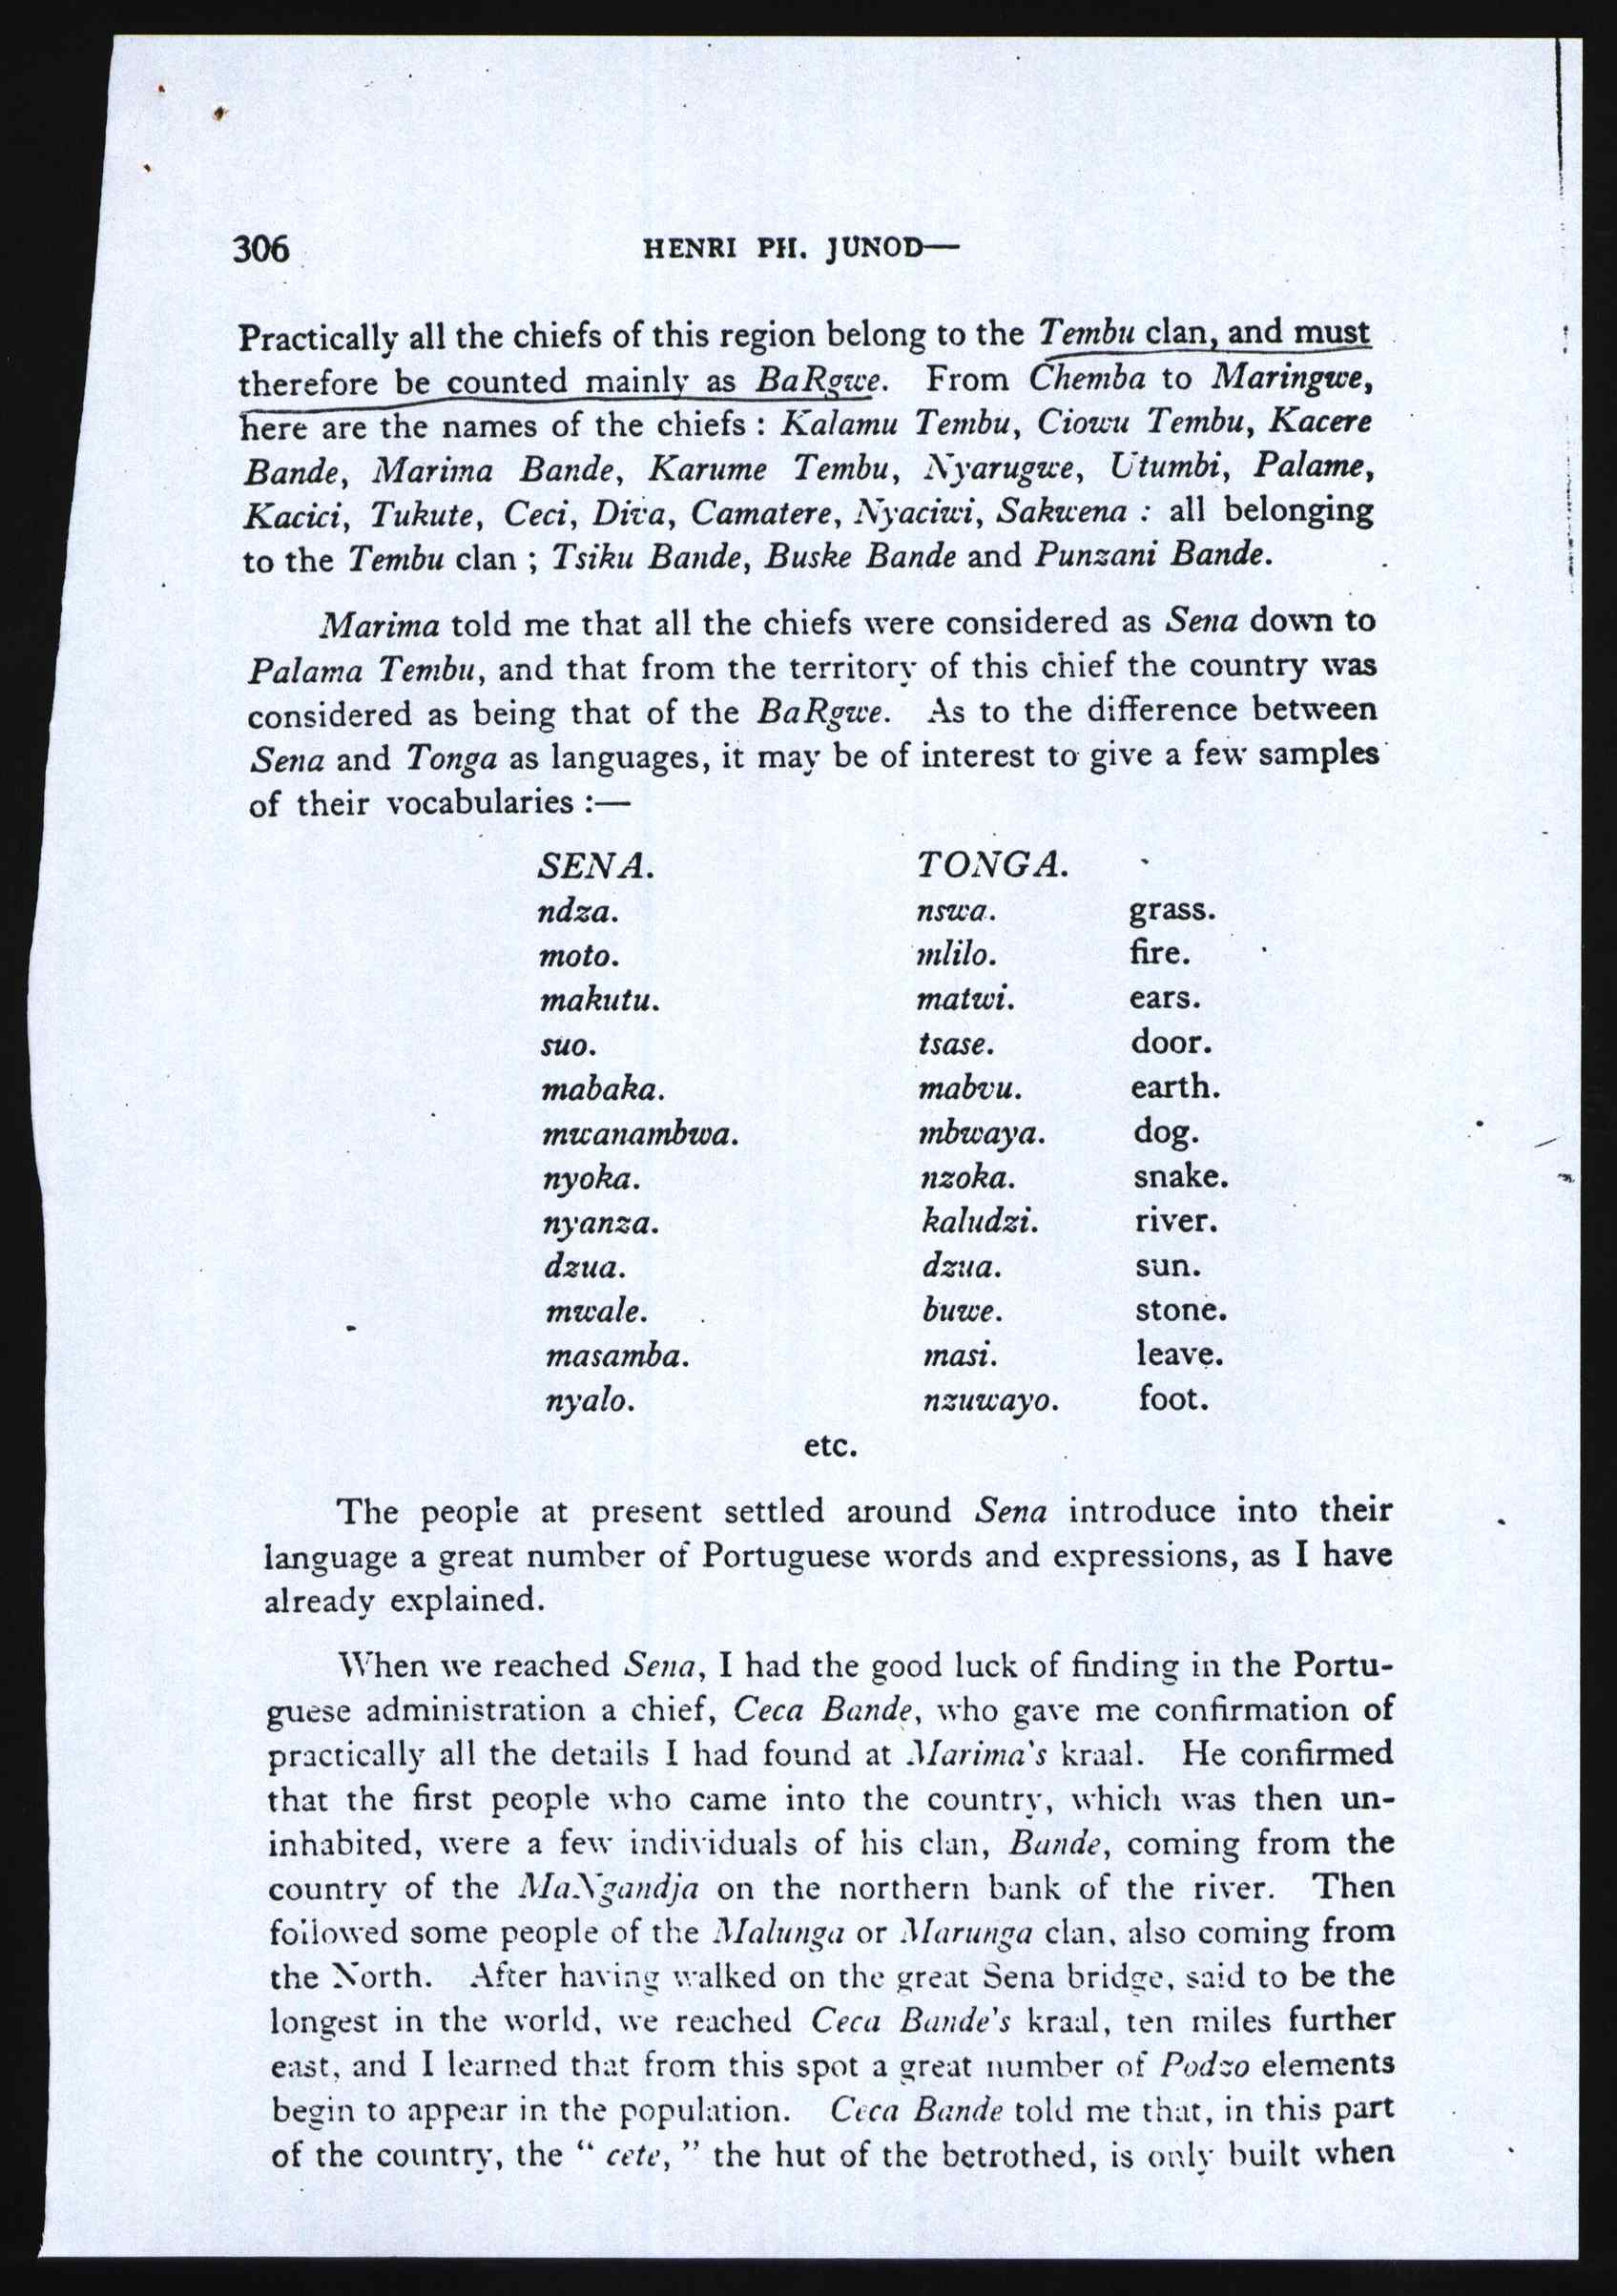 306 HENRI PH. JUNOD—
Practically all the chiefs of this region belong to the Tembu clan, and must
therefore be counted mainly as BaRgwe. From Chemba to Maringwe,
here are the names of the chiefs : Kalamu Tembu, Ciowu Tembu, Kacere
Bande, Marima Bande, Karume Tembu, Nyarugwe, Utumbi, Palame,
Kacici, Tukute, Ceci, Diva, Camatere, Nyaciwi, Sakwena : all belonging
to the Tembu clan ; Tsiku Bande, Buske Bande and Punzani Bande.
Marima told me that all the chiefs were considered as Sena down to
Palama Tembu, and that from the territory of this chief the country was
considered as being that of the BaRgwe. As to the difference between
Sena and Tonga as languages, it may be of interest to give a few samples
of their vocabularies :—
SENA. TONGA.
ndza. nswa. grass.
moto. mlilo. fire.
makutu. matwi. ears.
suo. tsase. door.
mabaka. mabvu. earth.
mwanambwa. mbwaya. dog.
nyoka. nzoka. snake.
nyanza. kaludzi. river.
dzua. dzua. sun.
mwale. buwe. stone.
masamba. masi. leave.
nyalo. nzuwayo. foot.
etc.
The people at present settled around Sena introduce into their
language a great number of Portuguese words and expressions, as I have
already explained.
When we reached Sena, I had the good luck of finding in the Portu-
guese administration a chief, Ceca Bande, who gave me confirmation of
practically all the details I had found at Marima's kraal. He confirmed
that the first people who came into the country, which was then un-
inhabited, were a few individuals of his clan, Bande, coming from the
country of the MaNgandja on the northern bank of the river. Then
followed some people of the Malunga or Marunga clan, also coming from
the North. After having walked on the great Sena bridge, said to be the
longest in the world, we reached Ceca Bande's kraal, ten miles further
east, and I learned that from this spot a great number of Podzo elements
begin to appear in the population. Ceca Bande told me that, in this part
of the country, the " cete, " the hut of the betrothed, is only built when